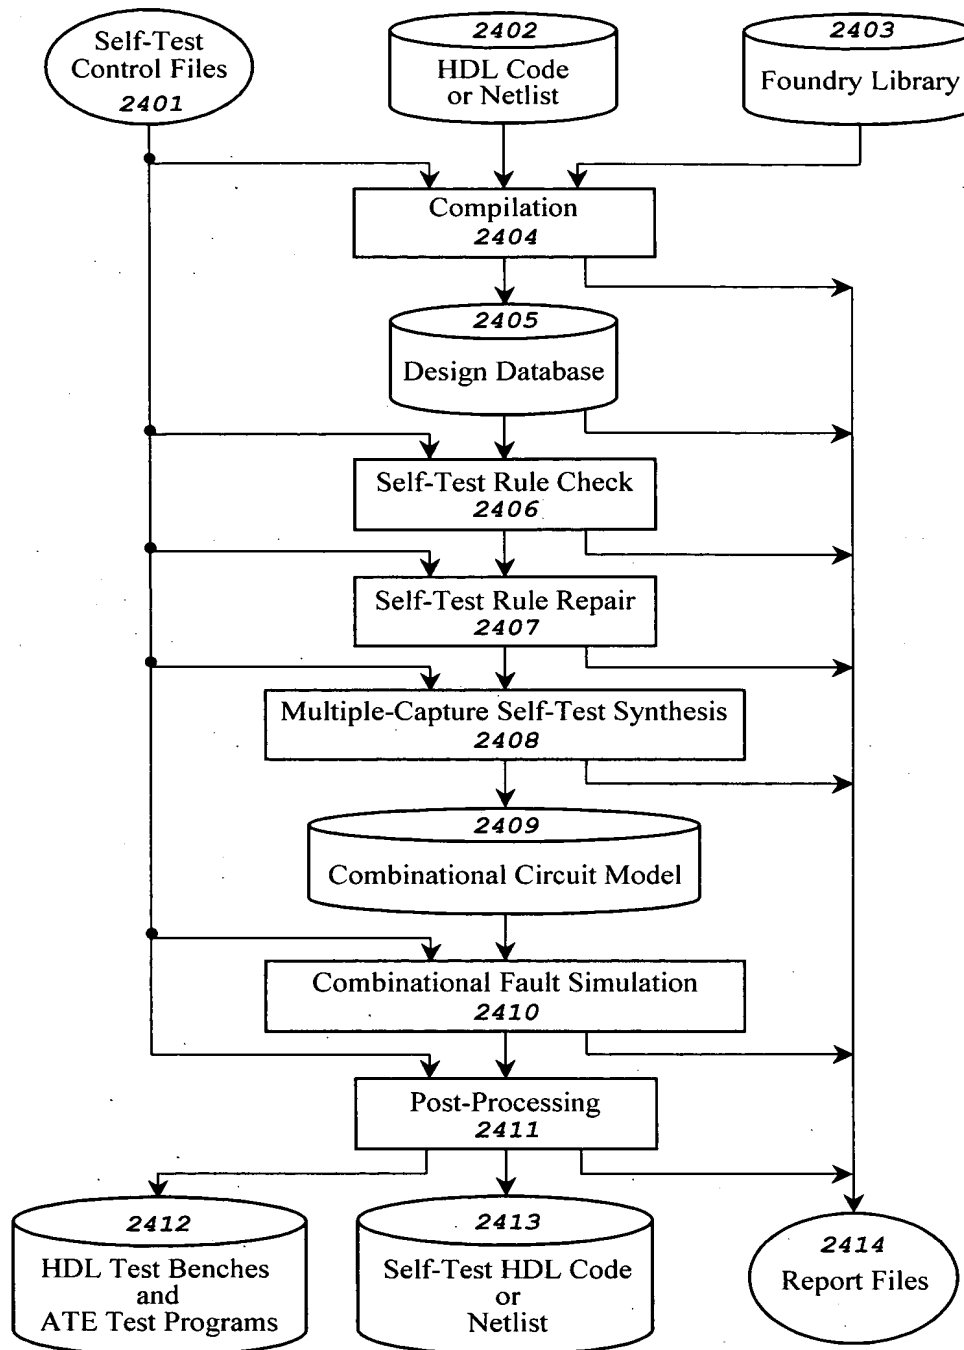 Self-Test
Control Files
2401
2402
HDL Code
or Netlist
2403
Foundry Library
Compilation
2404
2405
Design Database
Self-Test Rule Check
2406
Self-Test Rule Repair
2407
Multiple-Capture Self-Test Synthesis
2408
2409
Combinational Circuit Model
Combinational Fault Simulation
2410
Post-Processing
2411
2412
HDL Test Benches
and
ATE Test Programs
2413
Self-Test HDL Code
or
Netlist
2414
Report Files